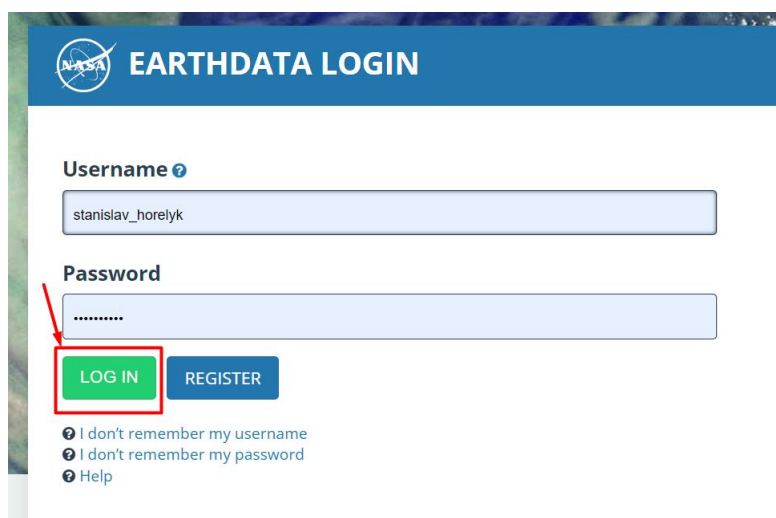 NASA EARTHDATA LOGIN
Username
stanislav_horelyk
Password
••••••••••
LOG IN REGISTER
I don't remember my username
I don't remember my password
Help